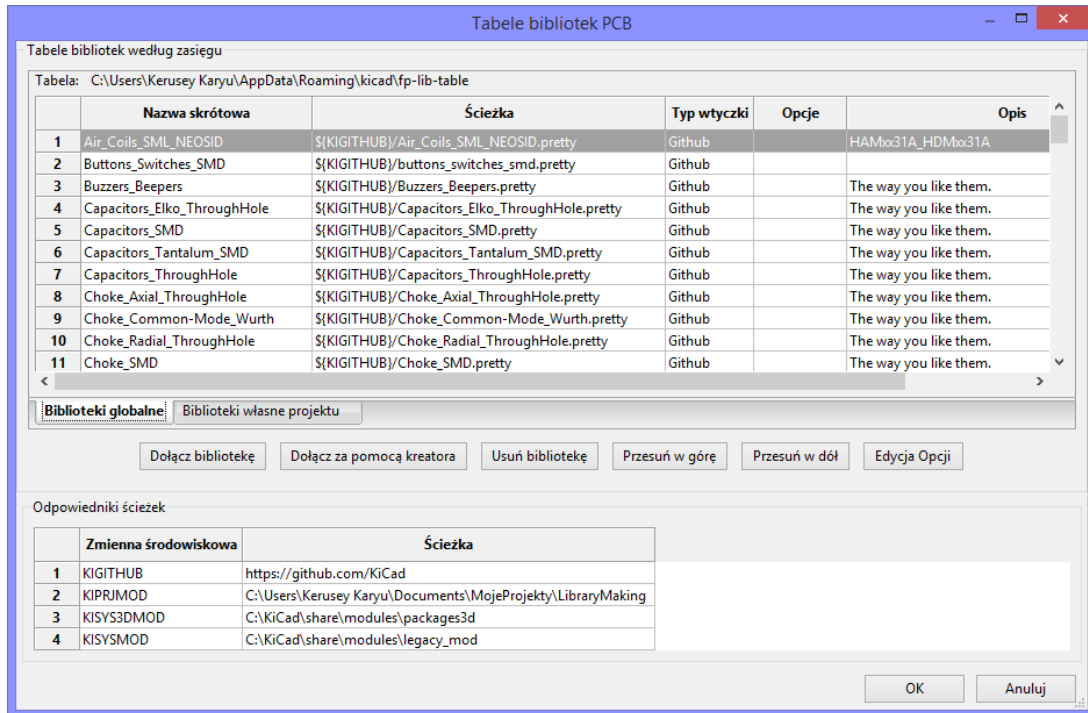 Tabele bibliotek PCB
Tabele bibliotek według zasięgu
Tabela: C:\Users\Kerusey Karyu\AppData\Roaming\kicad\fp-lib-table
Nazwa skrótowa Ścieżka Typ wtyczki Opcje Opis
1 Air_Coils_SML_NEOSID ${KIGITHUB}/Air_Coils_SML_NEOSID.pretty Github HAMxx31A_HDMxx31A
2 Buttons_Switches_SMD ${KIGITHUB}/buttons_switches_smd.pretty Github
3 Buzzers_Beepers ${KIGITHUB}/Buzzers_Beepers.pretty Github The way you like them.
4 Capacitors_Elko_ThroughHole ${KIGITHUB}/Capacitors_Elko_ThroughHole.pretty Github The way you like them.
5 Capacitors_SMD ${KIGITHUB}/Capacitors_SMD.pretty Github The way you like them.
6 Capacitors_Tantalum_SMD ${KIGITHUB}/Capacitors_Tantalum_SMD.pretty Github The way you like them.
7 Capacitors_ThroughHole ${KIGITHUB}/Capacitors_ThroughHole.pretty Github The way you like them.
8 Choke_Axial_ThroughHole ${KIGITHUB}/Choke_Axial_ThroughHole.pretty Github The way you like them.
9 Choke_Common-Mode_Wurth ${KIGITHUB}/Choke_Common-Mode_Wurth.pretty Github The way you like them.
10 Choke_Radial_ThroughHole ${KIGITHUB}/Choke_Radial_ThroughHole.pretty Github The way you like them.
11 Choke_SMD ${KIGITHUB}/Choke_SMD.pretty Github The way you like them.
Biblioteki globalne Biblioteki własne projektu
Dołącz bibliotekę Dołącz za pomocą kreatora Usuń bibliotekę Przesuń w górę Przesuń w dół Edycja Opcji
Odpowiedniki ścieżek
Zmienna środowiskowa Ścieżka
1 KIGITHUB https://github.com/KiCad
2 KIPRJMOD C:\Users\Kerusey Karyu\Documents\MojeProjekty\LibraryMaking
3 KISYS3DMOD C:\KiCad\share\modules\packages3d
4 KISYSMOD C:\KiCad\share\modules\legacy_mod
OK Anuluj